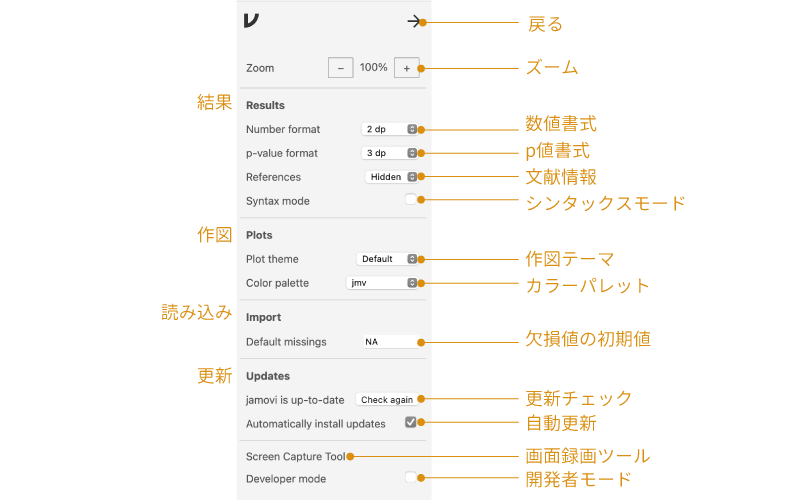 戻る
Zoom − 100% + ズーム
結果 Results
Number format 2 dp 数値書式
p-value format 3 dp p値書式
References Hidden 文献情報
Syntax mode シンタックスモード
作図 Plots
Plot theme Default 作図テーマ
Color palette jmv カラーパレット
読み込み Import
Default missings NA 欠損値の初期値
更新 Updates
jamovi is up-to-date Check again 更新チェック
Automatically install updates 自動更新
Screen Capture Tool 画面録画ツール
Developer mode 開発者モード